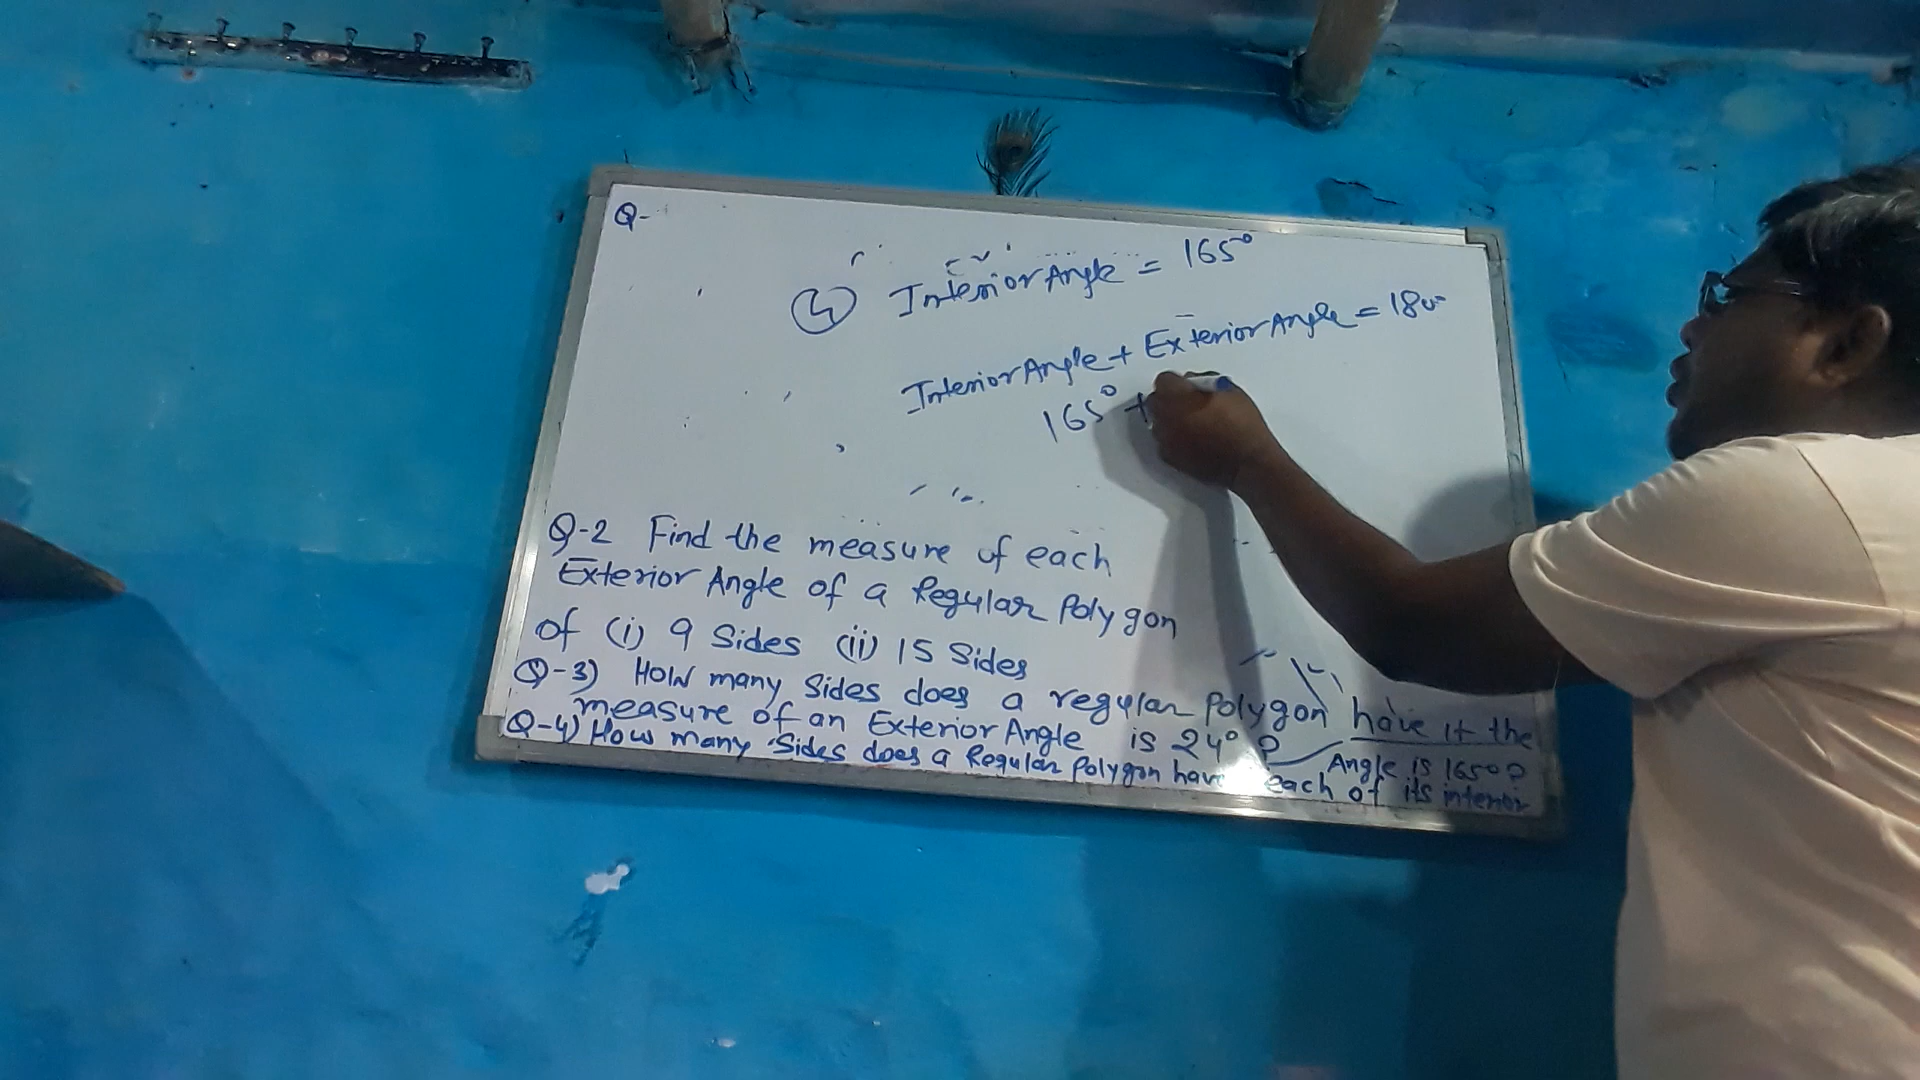 Q-
④ Interior Angle = 165°
Interior Angle + Exterior Angle = 180°
165° +
Q-2 Find the measure of each
Exterior Angle of a Regular Polygon
of (i) 9 Sides (ii) 15 Sides
Q-3) How many Sides does a regular Polygon have if the
measure of an Exterior Angle is 24° ?
Q-4) How many Sides does a Regular Polygon have each of its interior
Angle is 165°?